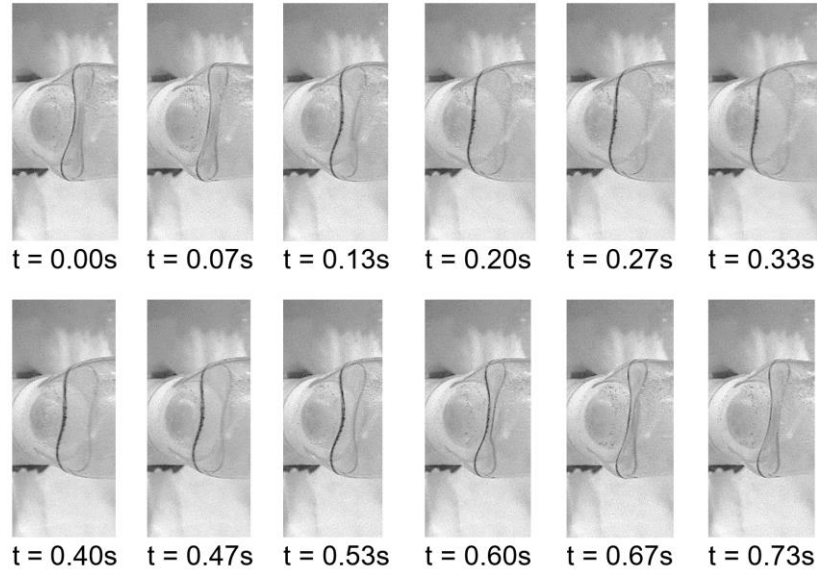 t = 0.00s t = 0.07s t = 0.13s t = 0.20s t = 0.27s t = 0.33s
t = 0.40s t = 0.47s t = 0.53s t = 0.60s t = 0.67s t = 0.73s